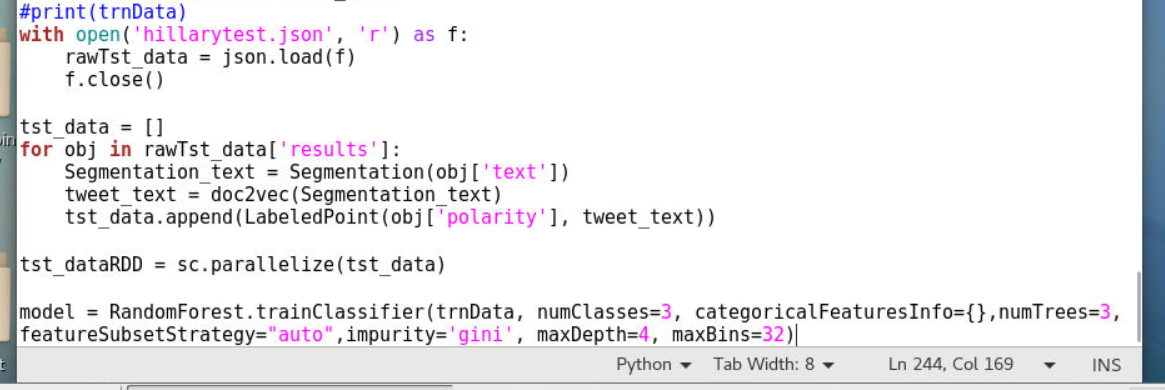 #print(trnData)
with open('hillarytest.json', 'r') as f:
    rawTst_data = json.load(f)
    f.close()

tst_data = []
for obj in rawTst_data['results']:
    Segmentation_text = Segmentation(obj['text'])
    tweet_text = doc2vec(Segmentation_text)
    tst_data.append(LabeledPoint(obj['polarity'], tweet_text))

tst_dataRDD = sc.parallelize(tst_data)

model = RandomForest.trainClassifier(trnData, numClasses=3, categoricalFeaturesInfo={},numTrees=3,
featureSubsetStrategy="auto",impurity='gini', maxDepth=4, maxBins=32)
Python Tab Width: 8 Ln 244, Col 169 INS